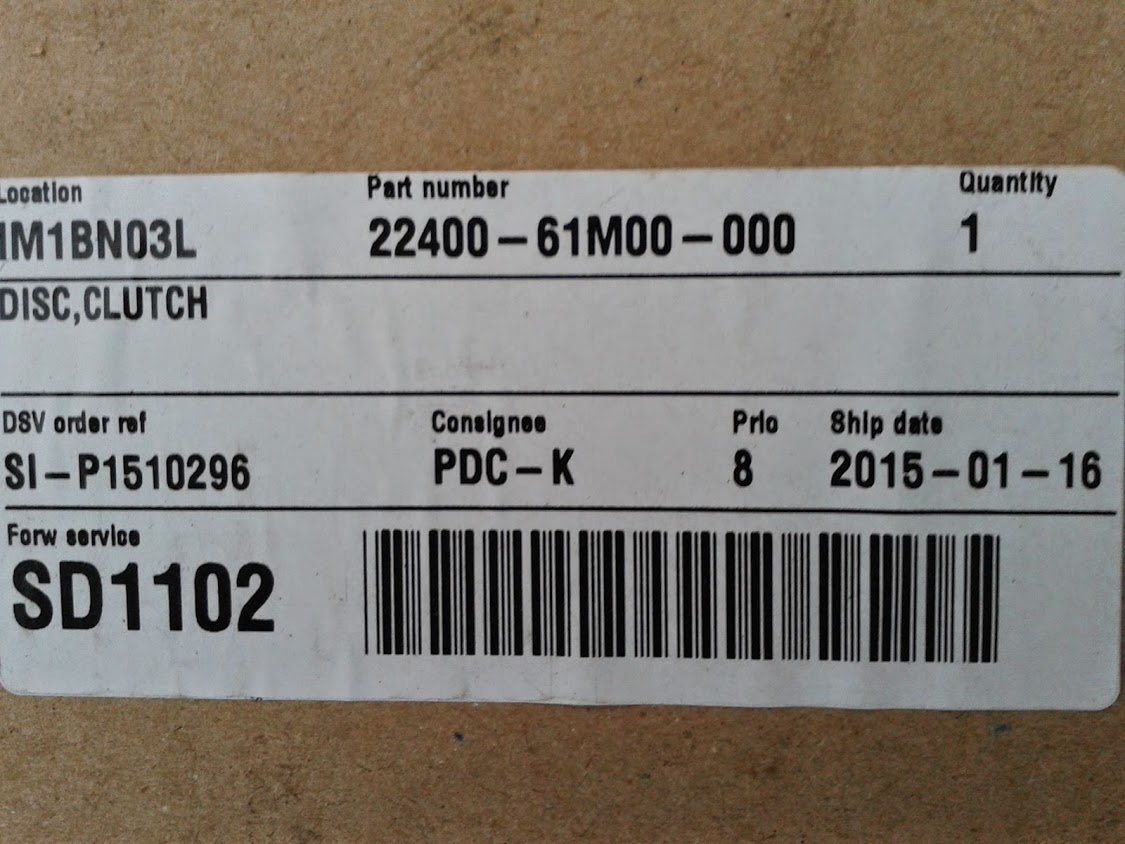 Location Part number Quantity
IM1BN03L 22400-61M00-000 1
DISC,CLUTCH
DSV order ref Consignee Prio Ship date
SI-P1510296 PDC-K 8 2015-01-16
Forw service
SD1102